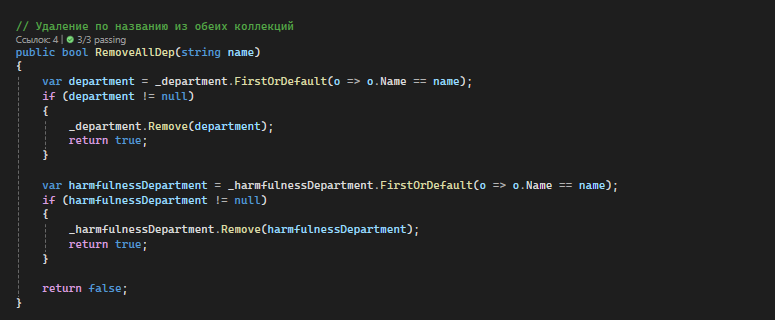 // Удаление по названию из обеих коллекций
Ссылок: 4 | 3/3 passing
public bool RemoveAllDep(string name)
{
var department = _department.FirstOrDefault(o => o.Name == name);
if (department != null)
{
_department.Remove(department);
return true;
}
var harmfulnessDepartment = _harmfulnessDepartment.FirstOrDefault(o => o.Name == name);
if (harmfulnessDepartment != null)
{
_harmfulnessDepartment.Remove(harmfulnessDepartment);
return true;
}
return false;
}